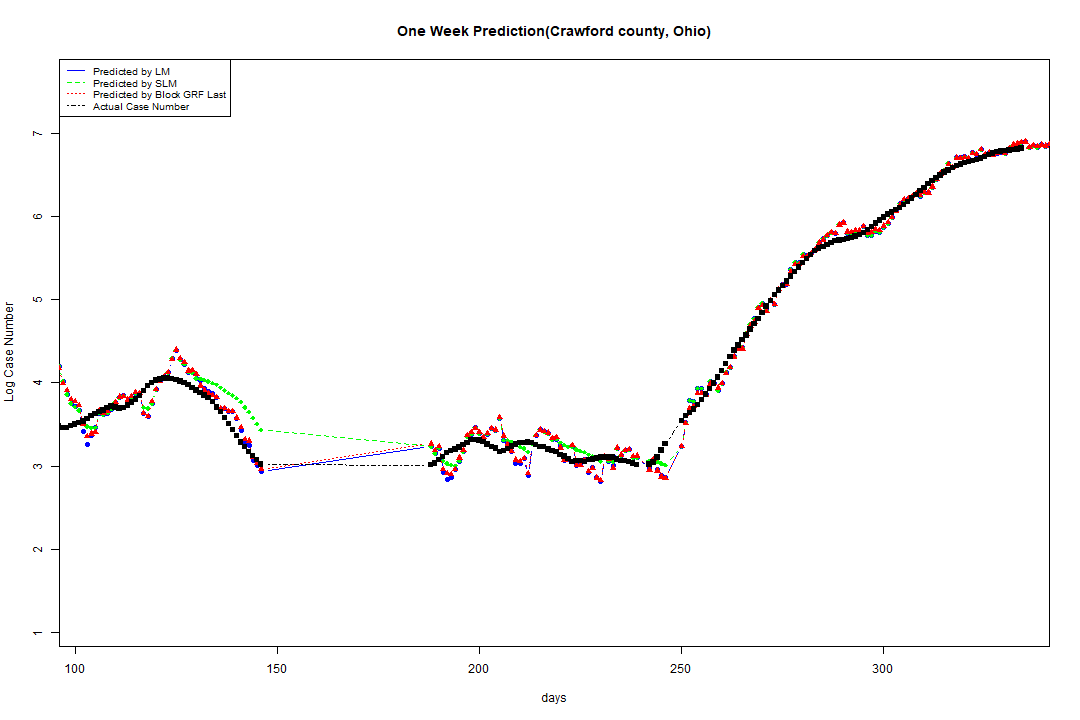 One Week Prediction(Crawford county, Ohio)
Predicted by LM
Predicted by SLM
Predicted by Block GRF Last
Actual Case Number
7
6
5
4
3
2
1
Log Case Number
100 150 200 250 300
days